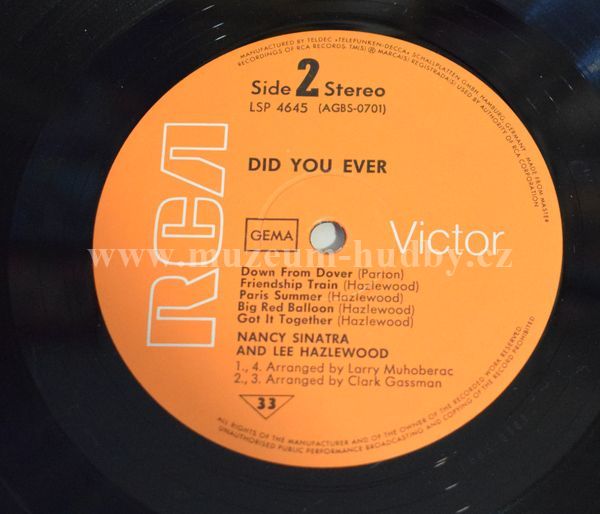 MANUFACTURED BY TELDEC »TELEFUNKEN-DECCA« SCHALLPLATTEN GMBH, HAMBURG, GERMANY · MADE FROM MASTER
RECORDINGS OF RCA RECORDS. TM(S) ® MARCA(S) REGISTRADA(S) USED BY AUTHORITY OF RCA CORPORATION
Side 2 Stereo
LSP 4645 (AGBS-0701)
DID YOU EVER
RCA
GEMA
Victor
www.muzeum-hudby.cz
Down From Dover (Parton)
Friendship Train (Hazlewood)
Paris Summer (Hazlewood)
Big Red Balloon (Hazlewood)
Got It Together (Hazlewood)
NANCY SINATRA
AND LEE HAZLEWOOD
1., 4. Arranged by Larry Muhoberac
2., 3. Arranged by Clark Gassman
33
ALL RIGHTS OF THE MANUFACTURER AND OF THE OWNER OF THE RECORDED WORK RESERVED
UNAUTHORISED PUBLIC PERFORMANCE BROADCASTING AND COPYING OF THE RECORD PROHIBITED